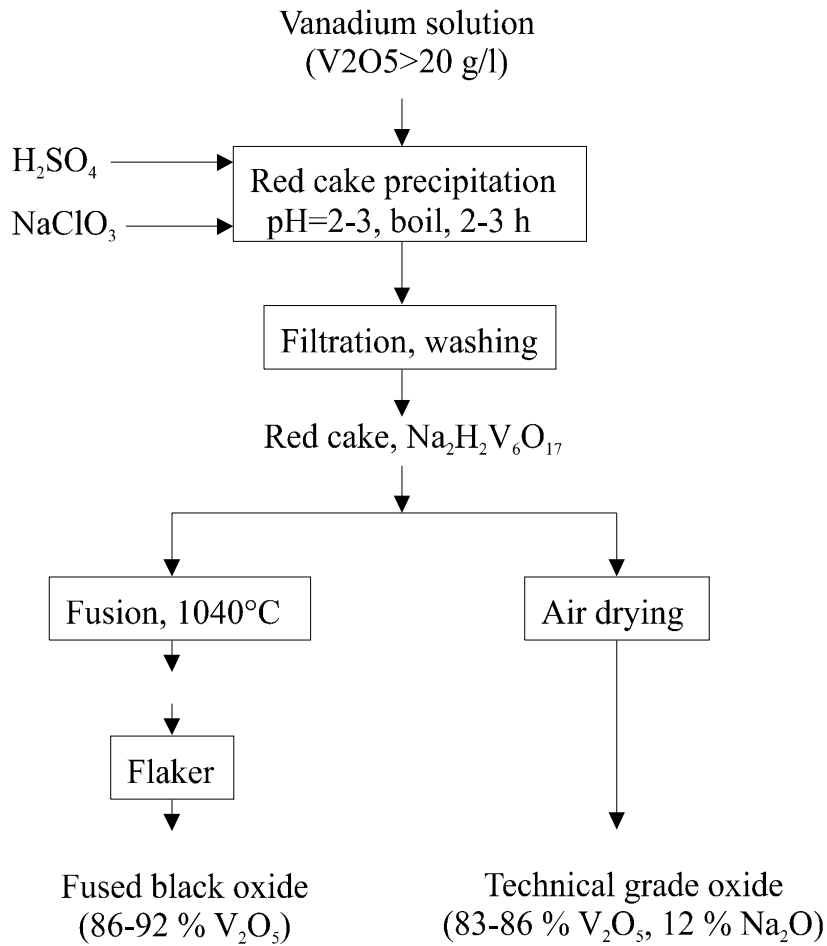 Vanadium solution
(V2O5>20 g/l)
H₂SO₄
NaClO₃
Red cake precipitation
pH=2-3, boil, 2-3 h
Filtration, washing
Red cake, Na₂H₂V₆O₁₇
Fusion, 1040°C
Air drying
Flaker
Fused black oxide
(86-92 % V₂O₅)
Technical grade oxide
(83-86 % V₂O₅, 12 % Na₂O)